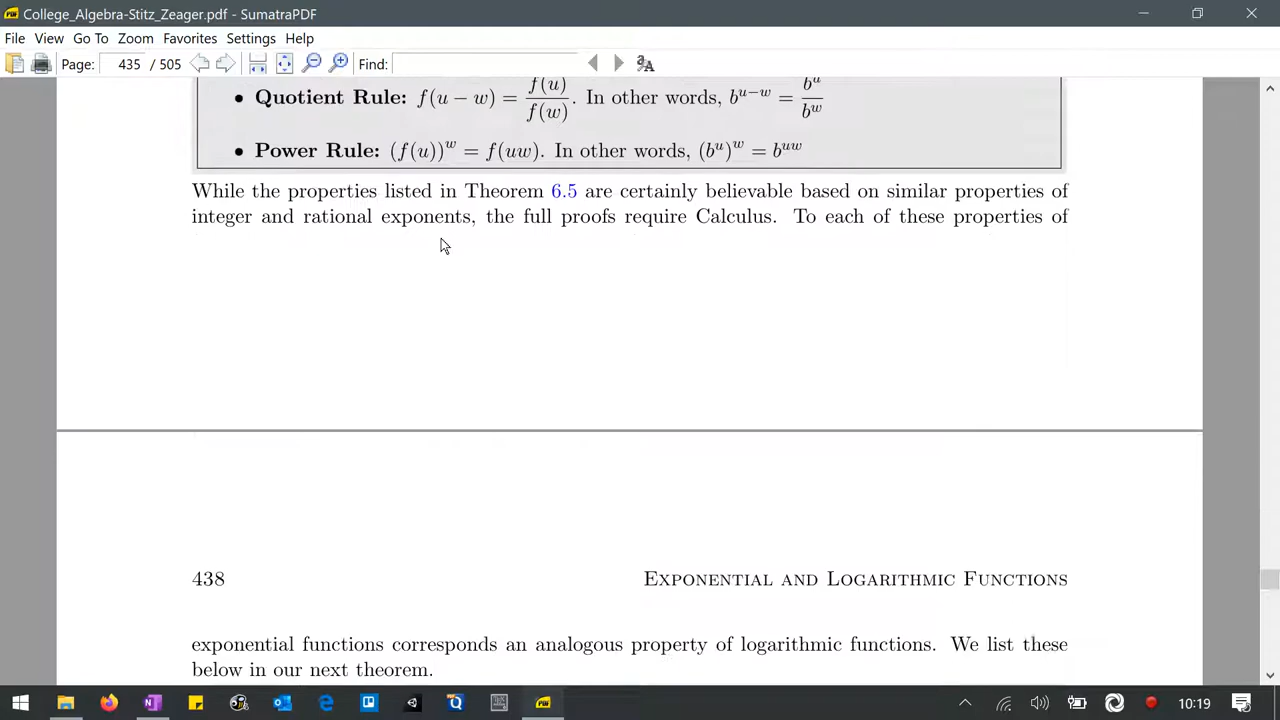 College_Algebra-Stitz_Zeager.pdf - SumatraPDF
File View Go To Zoom Favorites Settings Help
Page: 435 / 505 Find:
• Quotient Rule: f(u − w) = f(u)/f(w). In other words, b^{u−w} = b^u/b^w
• Power Rule: (f(u))^w = f(uw). In other words, (b^u)^w = b^{uw}
While the properties listed in Theorem 6.5 are certainly believable based on similar properties of
integer and rational exponents, the full proofs require Calculus. To each of these properties of
438 Exponential and Logarithmic Functions
exponential functions corresponds an analogous property of logarithmic functions. We list these
below in our next theorem.
10:19